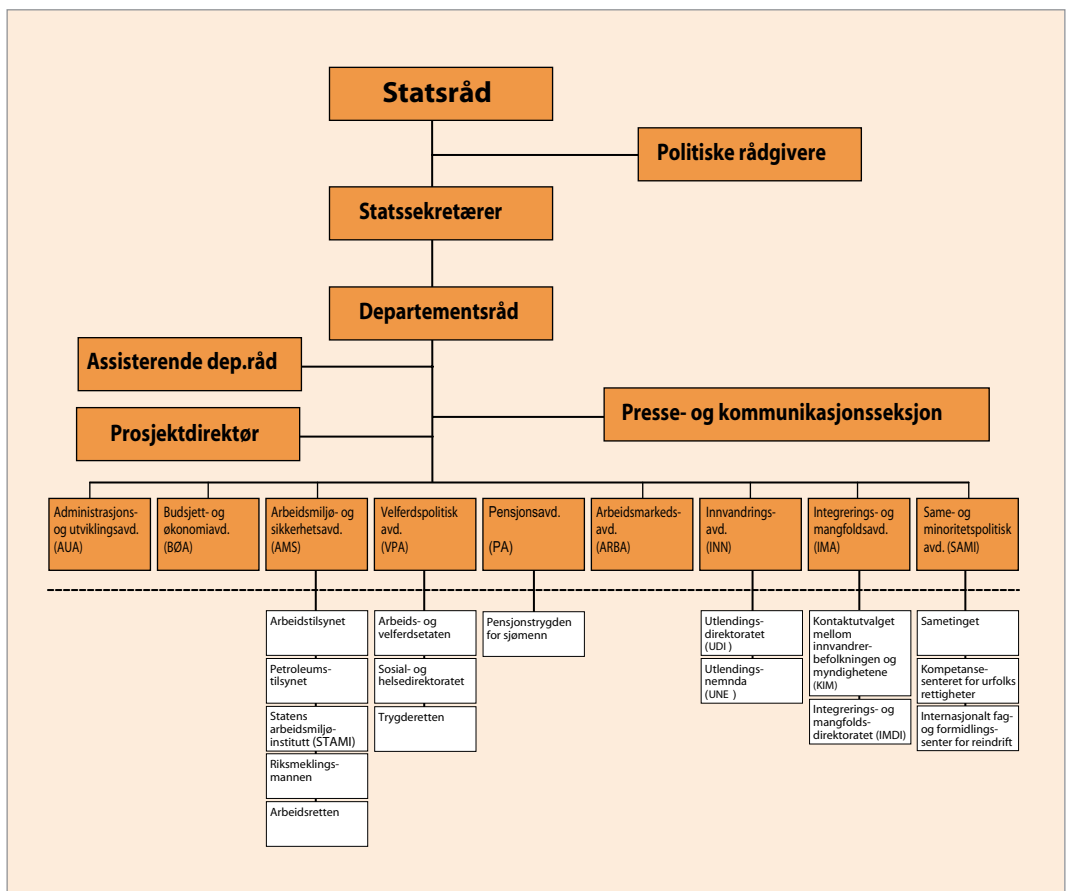 Statsråd
Politiske rådgivere
Statssekretærer
Departementsråd
Assisterende dep.råd
Presse- og kommunikasjonsseksjon
Prosjektdirektør
Administrasjons-
og utviklingsavd.
(AUA)
Budsjett- og
økonomiavd.
(BØA)
Arbeidsmiljø- og
sikkerhetsavd.
(AMS)
Velferdspolitisk
avd.
(VPA)
Pensjonsavd.
(PA)
Arbeidsmarkeds-
avd.
(ARBA)
Innvandrings-
avd.
(INN)
Integrerings- og
mangfoldsavd.
(IMA)
Same- og
minoritetspolitisk
avd. (SAMI)
Arbeidstilsynet
Petroleums-
tilsynet
Statens
arbeidsmiljø-
institutt (STAMI)
Riksmeklings-
mannen
Arbeidsretten
Arbeids- og
velferdsetaten
Sosial- og
helsedirektoratet
Trygderetten
Pensjonstrygden
for sjømenn
Utlendings-
direktoratet
(UDI )
Utlendings-
nemnda
(UNE )
Kontaktutvalget
mellom
innvandrer-
befolkningen og
myndighetene
(KIM)
Integrerings- og
mangfolds-
direktoratet (IMDI)
Sametinget
Kompetanse-
senteret for urfolks
rettigheter
Internasjonalt fag-
og formidlings-
senter for reindrift